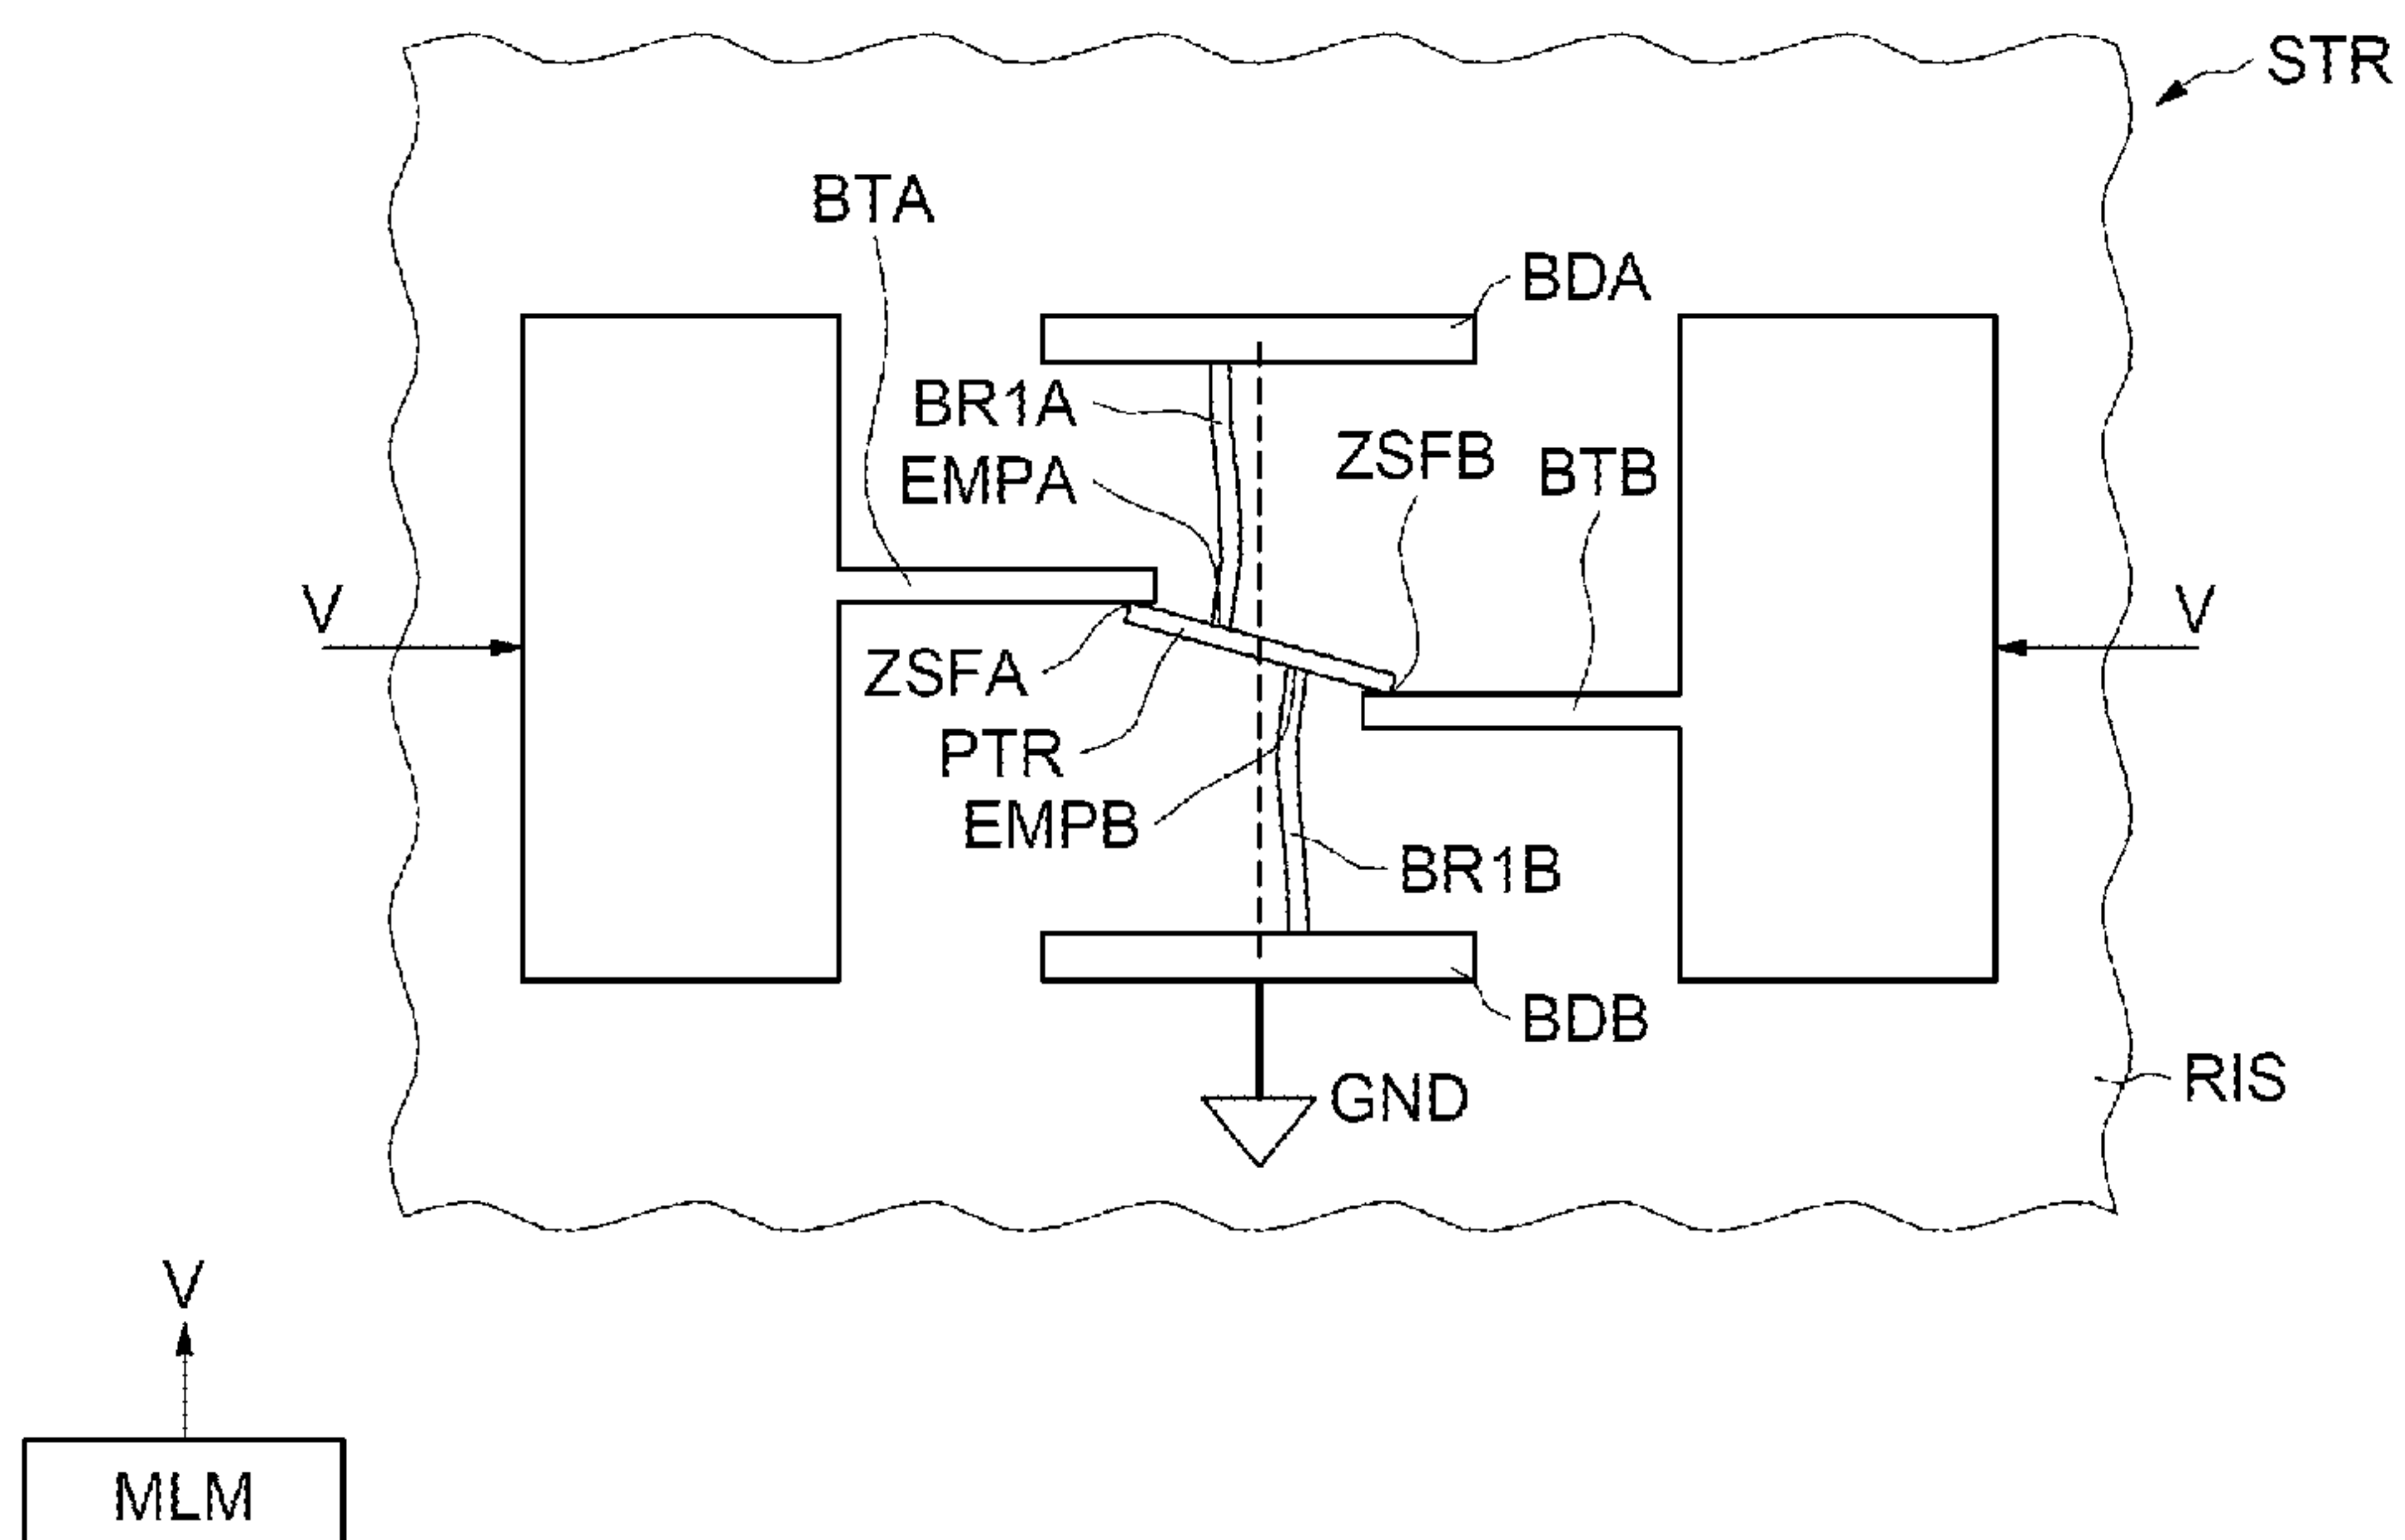 STR
BTA
BDA
BR1A
ZSFB
BTB
EMPA
V
V
ZSFA
PTR
EMPB
BR1B
BDB
GND
RIS
V
MLM